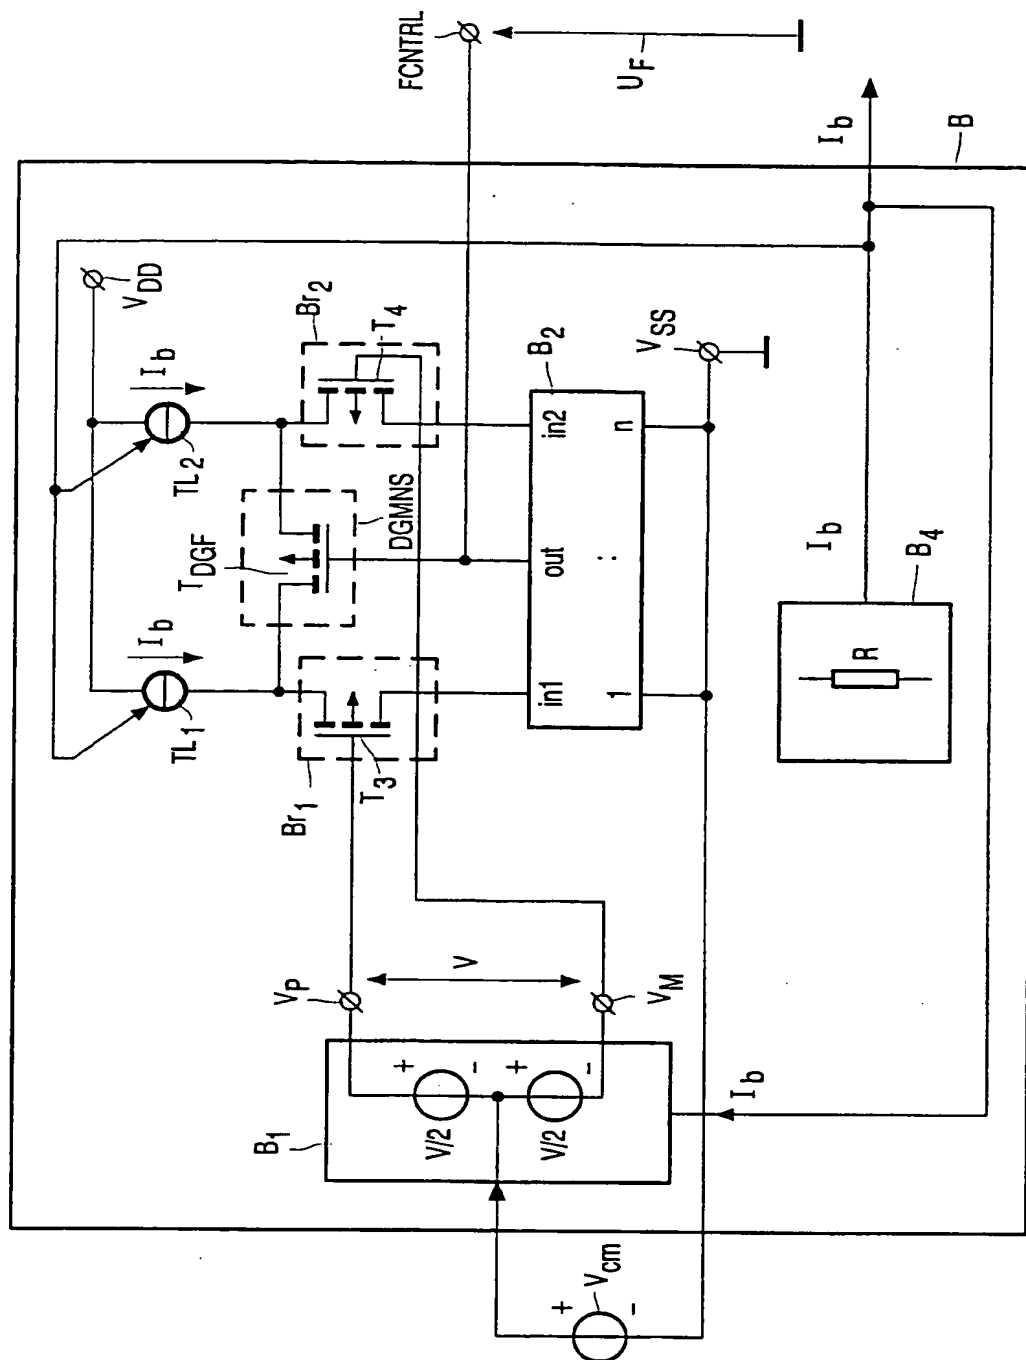 FCNTRL
U_F
I_b
B
V_DD
Br_2
I_b
T_4
TL_2
B_2
V_SS
in2
n
DGMNS
T_DGF
out
:
I_b
B_4
R
I_b
TL_1
in1
1
Br_1
T_3
V_P
V
V_M
+
-
+
-
V/2
V/2
B_1
I_b
+
-
V_cm